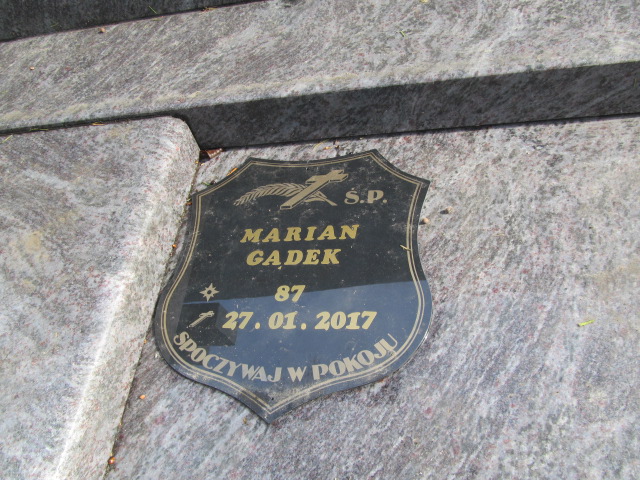 Ś.P.
MARIAN
GADEK
87
27.01.2017
SPOCZYWAJ W POKOJU